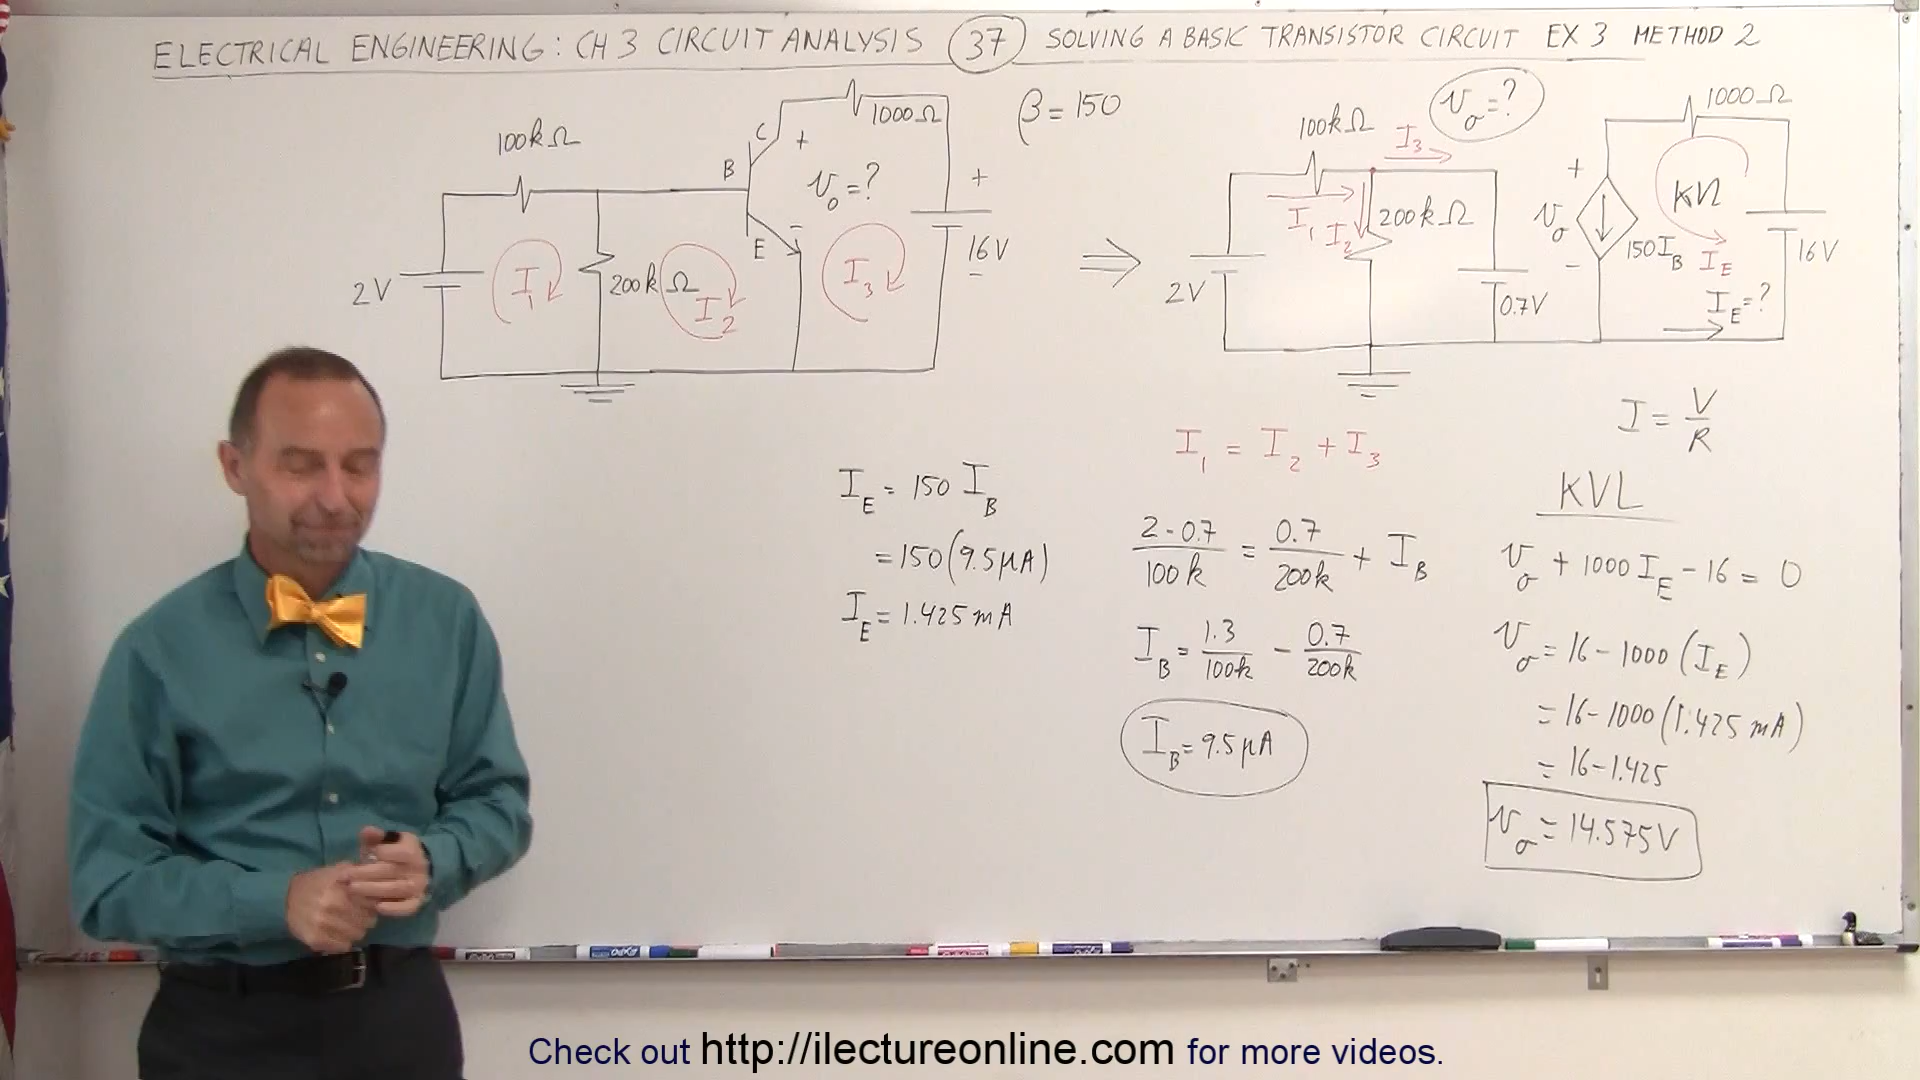 ELECTRICAL ENGINEERING: CH 3 CIRCUIT ANALYSIS 37 SOLVING A BASIC TRANSISTOR CIRCUIT EX 3 METHOD 2
100kΩ
2V
I₁
200kΩ
I₂
B
C
E
+
v₀=?
−
I₃
1000Ω
+
16V
−
β=150
⇒
100kΩ
I₃
v₀=?
I₁
I₂
200kΩ
2V
0.7V
+
v₀
−
150I_B
1000Ω
KVL
I_E
I_E=?
16V
I₁ = I₂ + I₃
I = V/R
I_E = 150 I_B
= 150(9.5μA)
I_E = 1.425 mA
(2-0.7)/100k = 0.7/200k + I_B
I_B = 1.3/100k − 0.7/200k
I_B = 9.5μA
KVL
v₀ + 1000 I_E − 16 = 0
v₀ = 16 − 1000 (I_E)
= 16 − 1000 (1.425 mA)
= 16 − 1.425
v₀ = 14.575V
Check out http://ilectureonline.com for more videos.